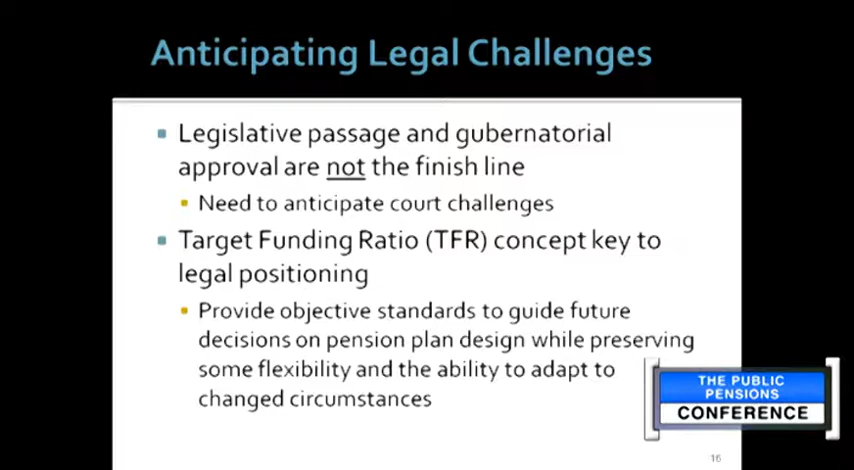 Anticipating Legal Challenges
Legislative passage and gubernatorial
approval are not the finish line
Need to anticipate court challenges
Target Funding Ratio (TFR) concept key to
legal positioning
Provide objective standards to guide future
decisions on pension plan design while preserving
some flexibility and the ability to adapt to
changed circumstances
THE PUBLIC
PENSIONS
CONFERENCE
16